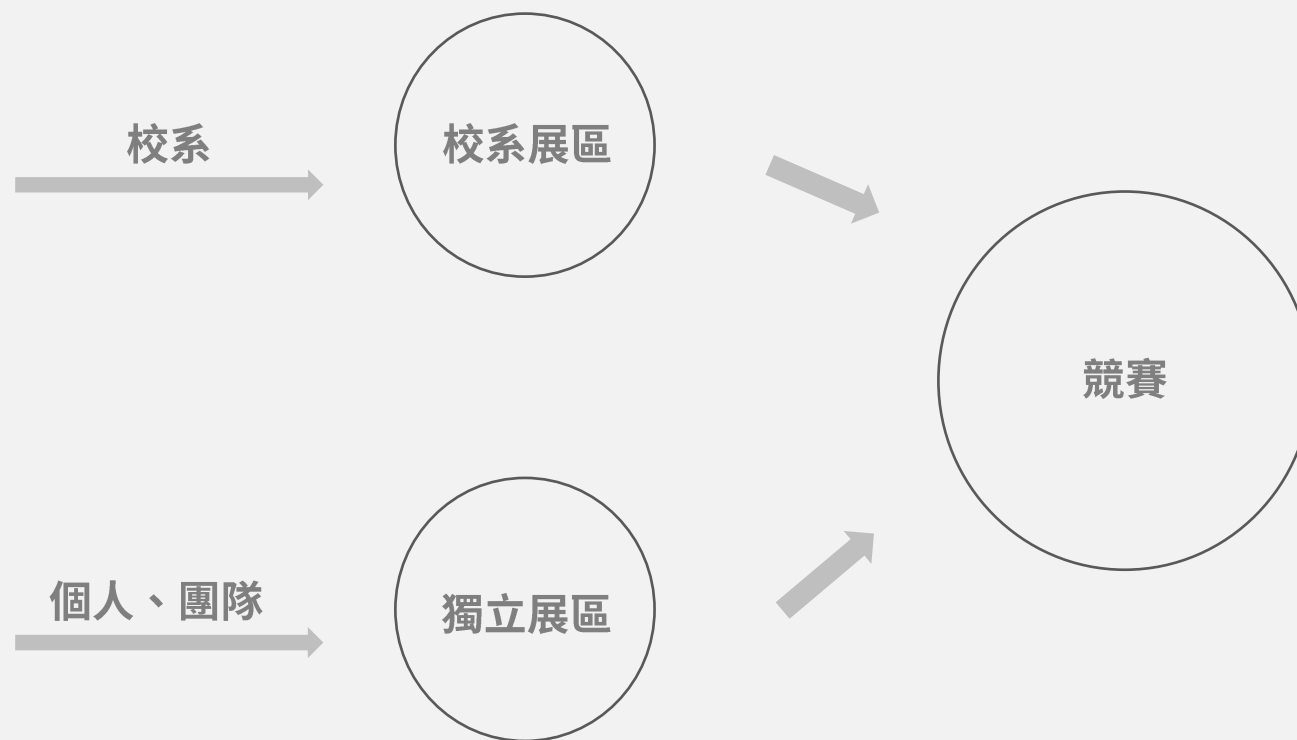 校系
校系展區
競賽
個人、團隊
獨立展區